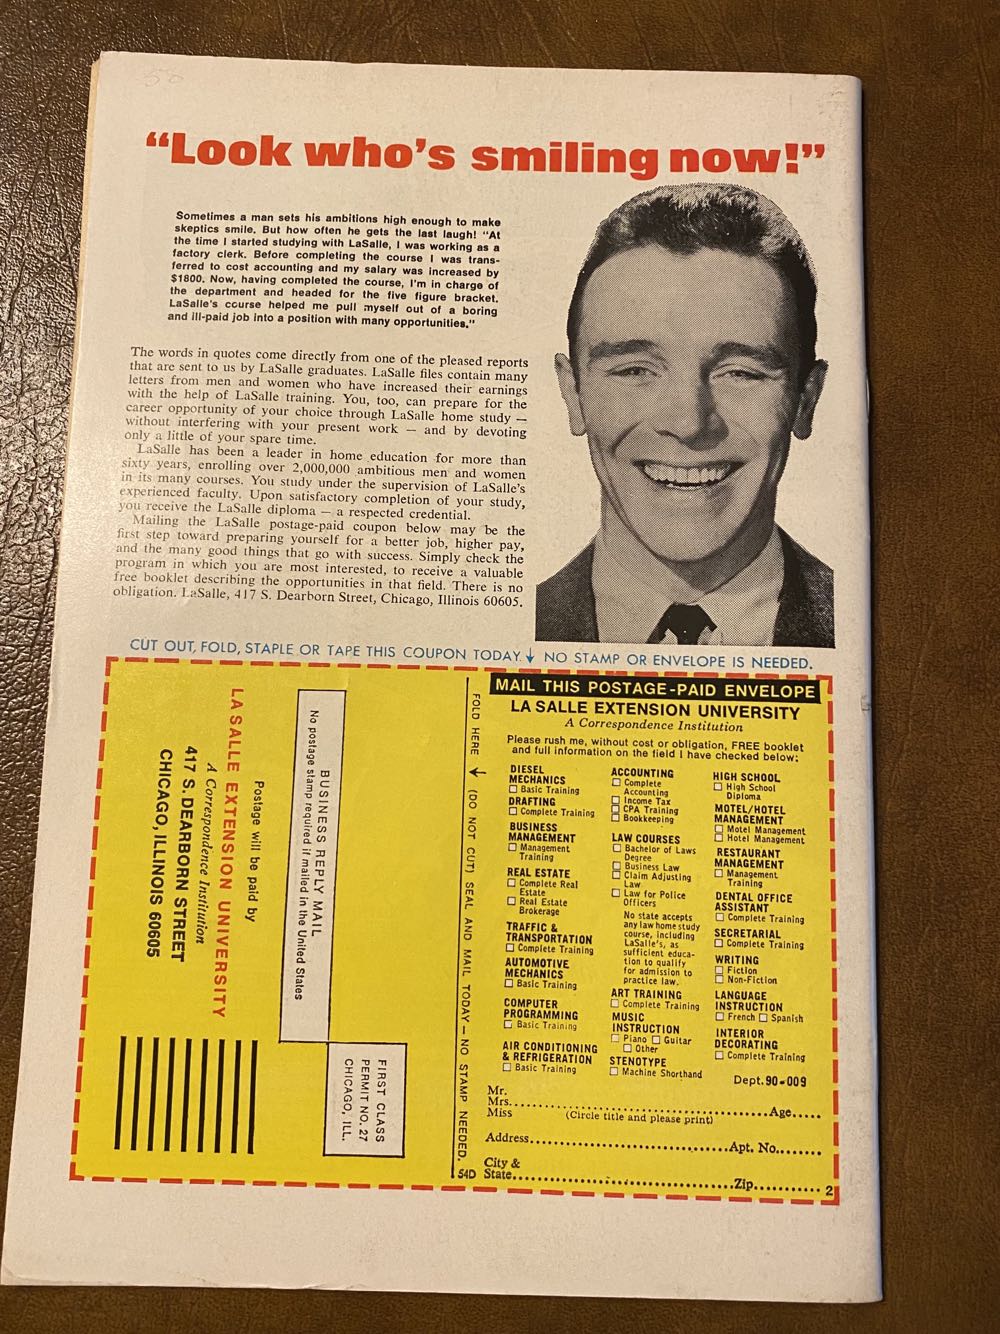 50
“Look who’s smiling now!”
Sometimes a man sets his ambitions high enough to make
skeptics smile. But how often he gets the last laugh! “At
the time I started studying with LaSalle, I was working as a
factory clerk. Before completing the course I was trans-
ferred to cost accounting and my salary was increased by
$1800. Now, having completed the course, I'm in charge of
the department and headed for the five figure bracket.
LaSalle's course helped me pull myself out of a boring
and ill-paid job into a position with many opportunities.”
The words in quotes come directly from one of the pleased reports
that are sent to us by LaSalle graduates. LaSalle files contain many
letters from men and women who have increased their earnings
with the help of LaSalle training. You, too, can prepare for the
career opportunity of your choice through LaSalle home study —
without interfering with your present work — and by devoting
only a little of your spare time.
LaSalle has been a leader in home education for more than
sixty years, enrolling over 2,000,000 ambitious men and women
in its many courses. You study under the supervision of LaSalle's
experienced faculty. Upon satisfactory completion of your study,
you receive the LaSalle diploma — a respected credential.
Mailing the LaSalle postage-paid coupon below may be the
first step toward preparing yourself for a better job, higher pay,
and the many good things that go with success. Simply check the
program in which you are most interested, to receive a valuable
free booklet describing the opportunities in that field. There is no
obligation. LaSalle, 417 S. Dearborn Street, Chicago, Illinois 60605.
CUT OUT, FOLD, STAPLE OR TAPE THIS COUPON TODAY. ↓ NO STAMP OR ENVELOPE IS NEEDED.
BUSINESS REPLY MAIL
No postage stamp required if mailed in the United States
FIRST CLASS
PERMIT NO. 27
CHICAGO, ILL.
Postage will be paid by
LA SALLE EXTENSION UNIVERSITY
A Correspondence Institution
417 S. DEARBORN STREET
CHICAGO, ILLINOIS 60605
FOLD HERE ↓ (DO NOT CUT) SEAL AND MAIL TODAY — NO STAMP NEEDED.
54D
MAIL THIS POSTAGE-PAID ENVELOPE
LA SALLE EXTENSION UNIVERSITY
A Correspondence Institution
Please rush me, without cost or obligation, FREE booklet
and full information on the field I have checked below:
DIESEL
MECHANICS
☐ Basic Training
DRAFTING
☐ Complete Training
BUSINESS
MANAGEMENT
☐ Management
Training
REAL ESTATE
☐ Complete Real
Estate
☐ Real Estate
Brokerage
TRAFFIC &
TRANSPORTATION
☐ Complete Training
AUTOMOTIVE
MECHANICS
☐ Basic Training
COMPUTER
PROGRAMMING
☐ Basic Training
AIR CONDITIONING
& REFRIGERATION
☐ Basic Training
ACCOUNTING
☐ Complete
Accounting
☐ Income Tax
☐ CPA Training
☐ Bookkeeping
LAW COURSES
☐ Bachelor of Laws
Degree
☐ Business Law
☐ Claim Adjusting
Law
☐ Law for Police
Officers
No state accepts
any law home study
course, including
LaSalle's, as
sufficient educa-
tion to qualify
for admission to
practice law.
ART TRAINING
☐ Complete Training
MUSIC
INSTRUCTION
☐ Piano ☐ Guitar
☐ Other
STENOTYPE
☐ Machine Shorthand
HIGH SCHOOL
☐ High School
Diploma
MOTEL/HOTEL
MANAGEMENT
☐ Motel Management
☐ Hotel Management
RESTAURANT
MANAGEMENT
☐ Management
Training
DENTAL OFFICE
ASSISTANT
☐ Complete Training
SECRETARIAL
☐ Complete Training
WRITING
☐ Fiction
☐ Non-Fiction
LANGUAGE
INSTRUCTION
☐ French ☐ Spanish
INTERIOR
DECORATING
☐ Complete Training
Dept. 90-009
Mr.
Mrs. Age
Miss (Circle title and please print)
Address Apt. No.
City &
State Zip 2